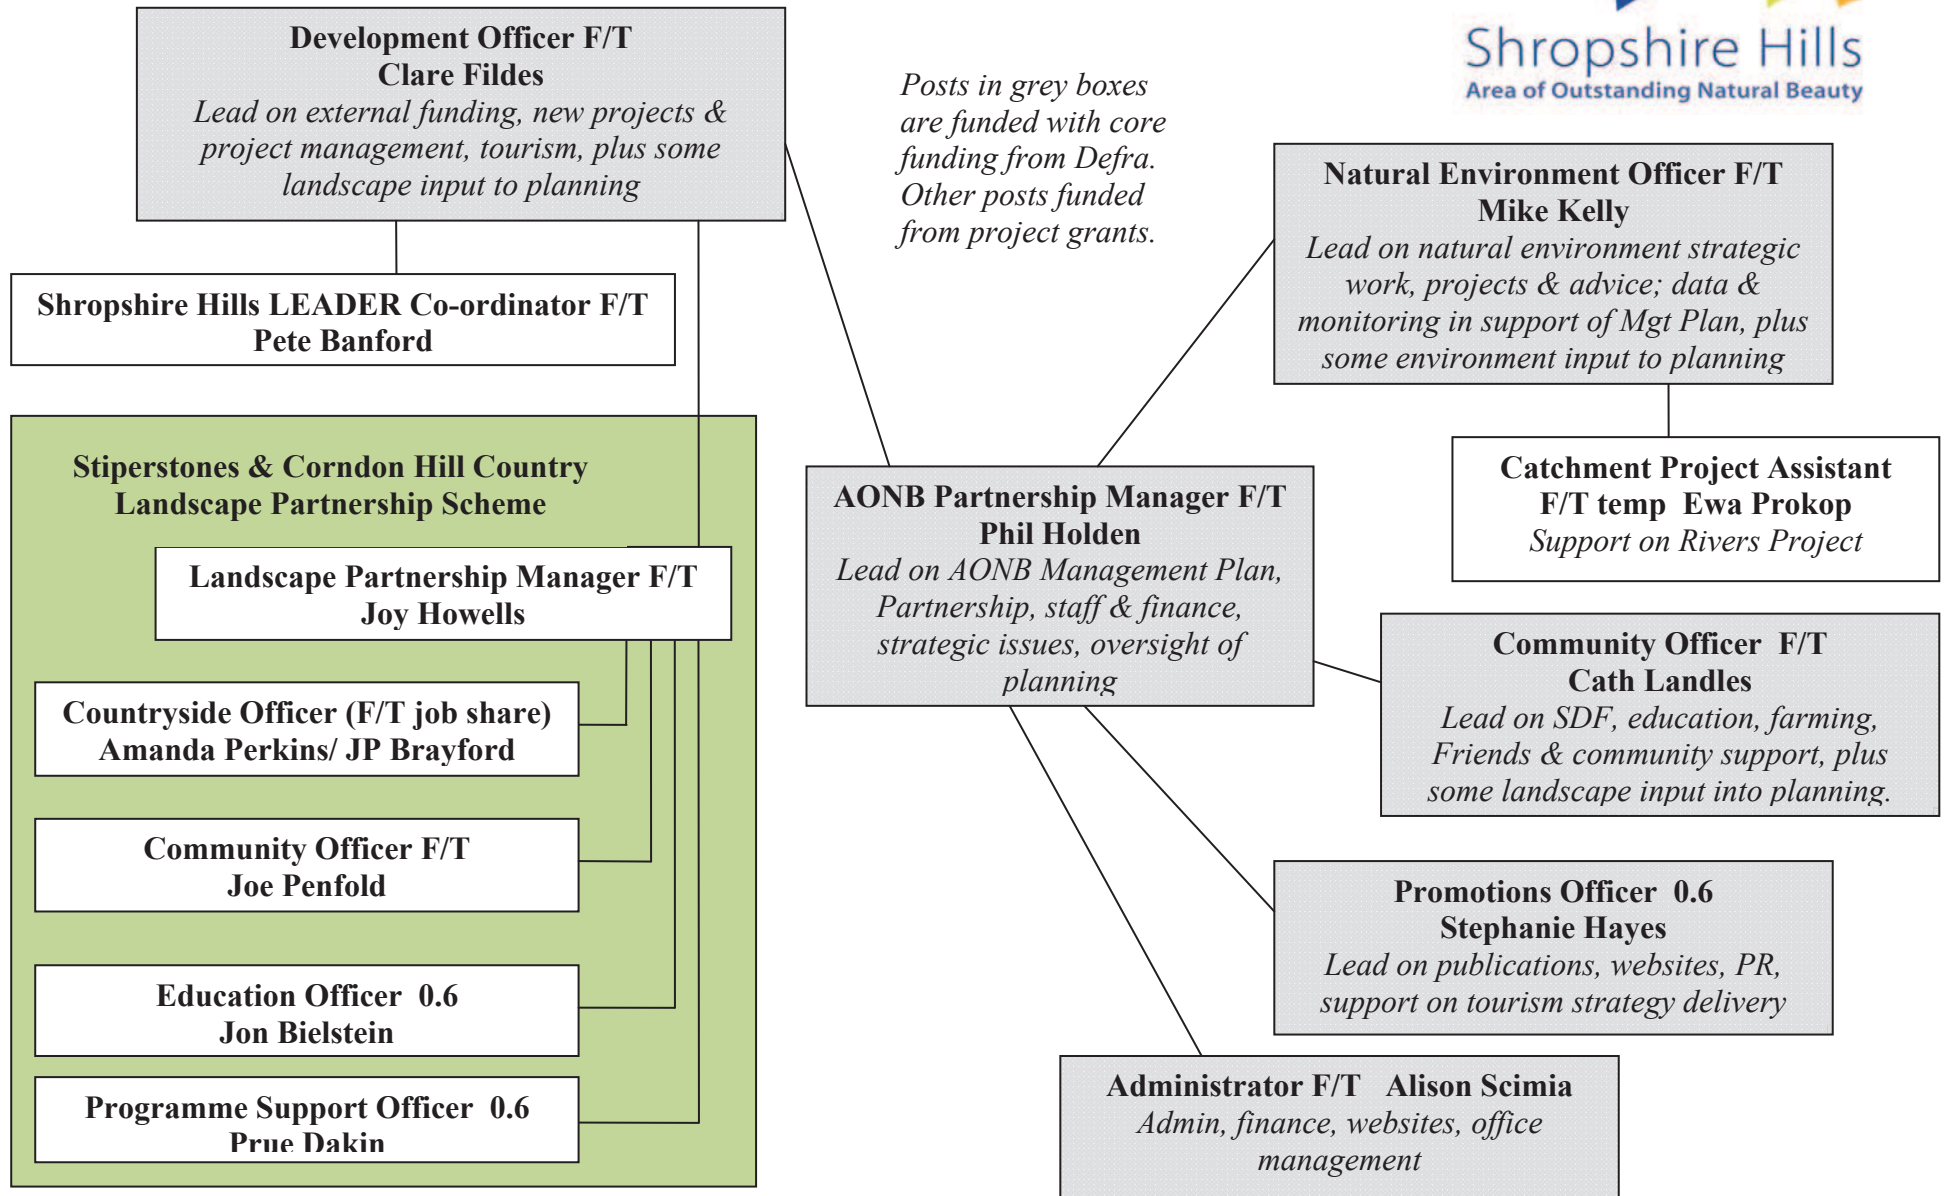 Development Officer F/T
Clare Fildes
Lead on external funding, new projects &
project management, tourism, plus some
landscape input to planning
Posts in grey boxes
are funded with core
funding from Defra.
Other posts funded
from project grants.
Shropshire Hills
Area of Outstanding Natural Beauty
Natural Environment Officer F/T
Mike Kelly
Lead on natural environment strategic
work, projects & advice; data &
monitoring in support of Mgt Plan, plus
some environment input to planning
Shropshire Hills LEADER Co-ordinator F/T
Pete Banford
Stiperstones & Corndon Hill Country
Landscape Partnership Scheme
Landscape Partnership Manager F/T
Joy Howells
Countryside Officer (F/T job share)
Amanda Perkins/ JP Brayford
Community Officer F/T
Joe Penfold
Education Officer 0.6
Jon Bielstein
Programme Support Officer 0.6
Prue Dakin
AONB Partnership Manager F/T
Phil Holden
Lead on AONB Management Plan,
Partnership, staff & finance,
strategic issues, oversight of
planning
Catchment Project Assistant
F/T temp Ewa Prokop
Support on Rivers Project
Community Officer F/T
Cath Landles
Lead on SDF, education, farming,
Friends & community support, plus
some landscape input into planning.
Promotions Officer 0.6
Stephanie Hayes
Lead on publications, websites, PR,
support on tourism strategy delivery
Administrator F/T Alison Scimia
Admin, finance, websites, office
management